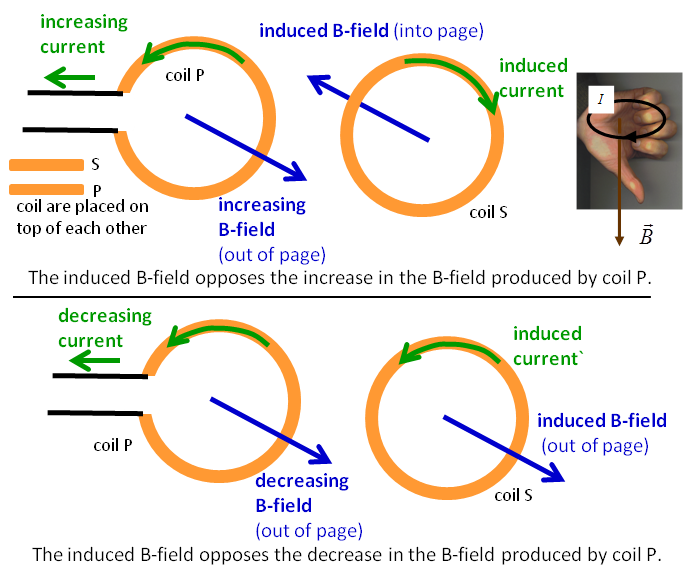 increasing
current
coil P
induced B-field (into page)
induced
current
I
S
P
coil are placed on
top of each other
increasing
B-field
(out of page)
coil S
B
The induced B-field opposes the increase in the B-field produced by coil P.
decreasing
current
induced
current`
coil P
induced B-field
(out of page)
decreasing
B-field
(out of page)
coil S
The induced B-field opposes the decrease in the B-field produced by coil P.